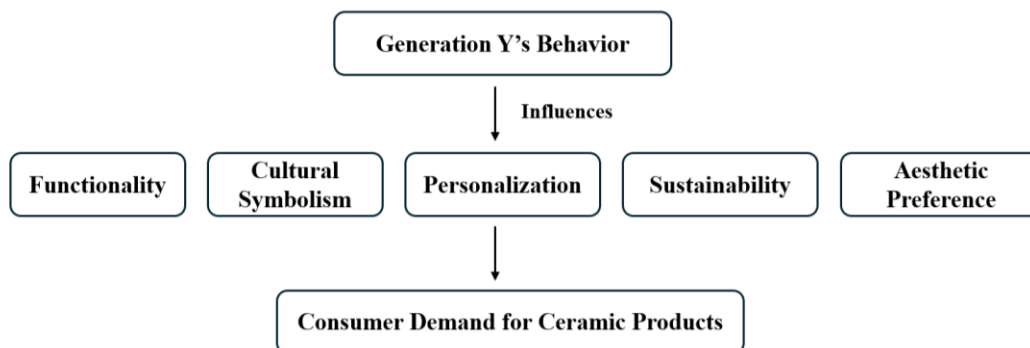 Generation Y’s Behavior
Influences
Functionality
Cultural
Symbolism
Personalization
Sustainability
Aesthetic
Preference
Consumer Demand for Ceramic Products